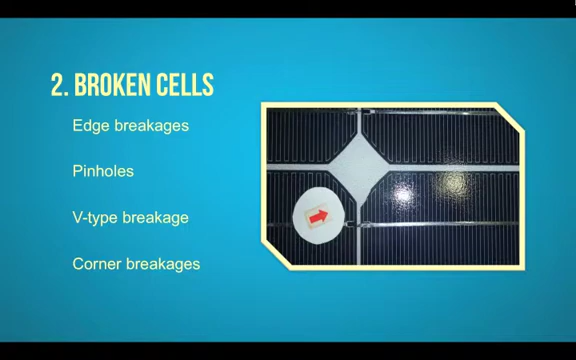 2. BROKEN CELLS
Edge breakages
Pinholes
V-type breakage
Corner breakages